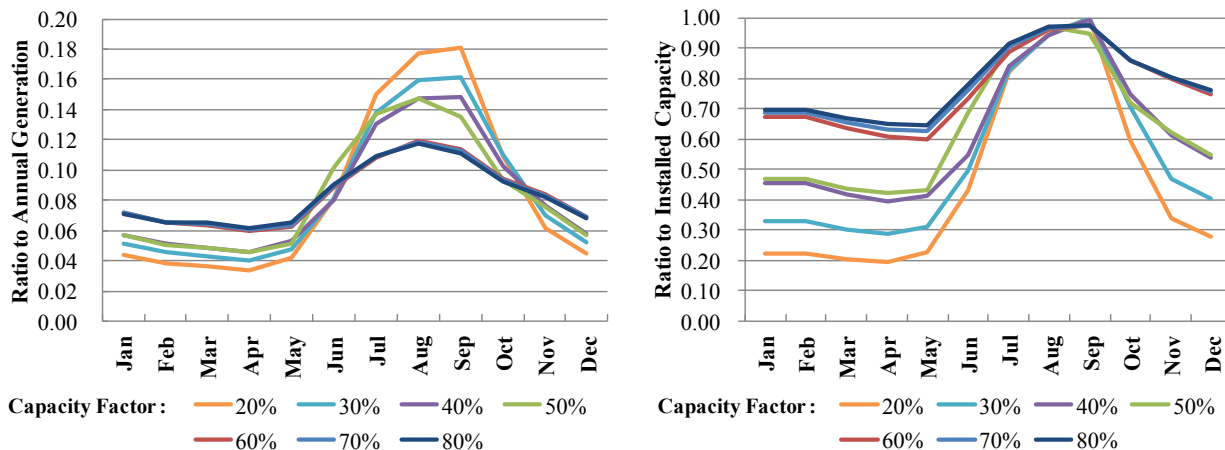 Ratio to Annual Generation
0.20
0.18
0.16
0.14
0.12
0.10
0.08
0.06
0.04
0.02
0.00
Jan Feb Mar Apr May Jun Jul Aug Sep Oct Nov Dec
Capacity Factor : 20% 30% 40% 50%
60% 70% 80%
Ratio to Installed Capacity
1.00
0.90
0.80
0.70
0.60
0.50
0.40
0.30
0.20
0.10
0.00
Jan Feb Mar Apr May Jun Jul Aug Sep Oct Nov Dec
Capacity Factor : 20% 30% 40% 50%
60% 70% 80%